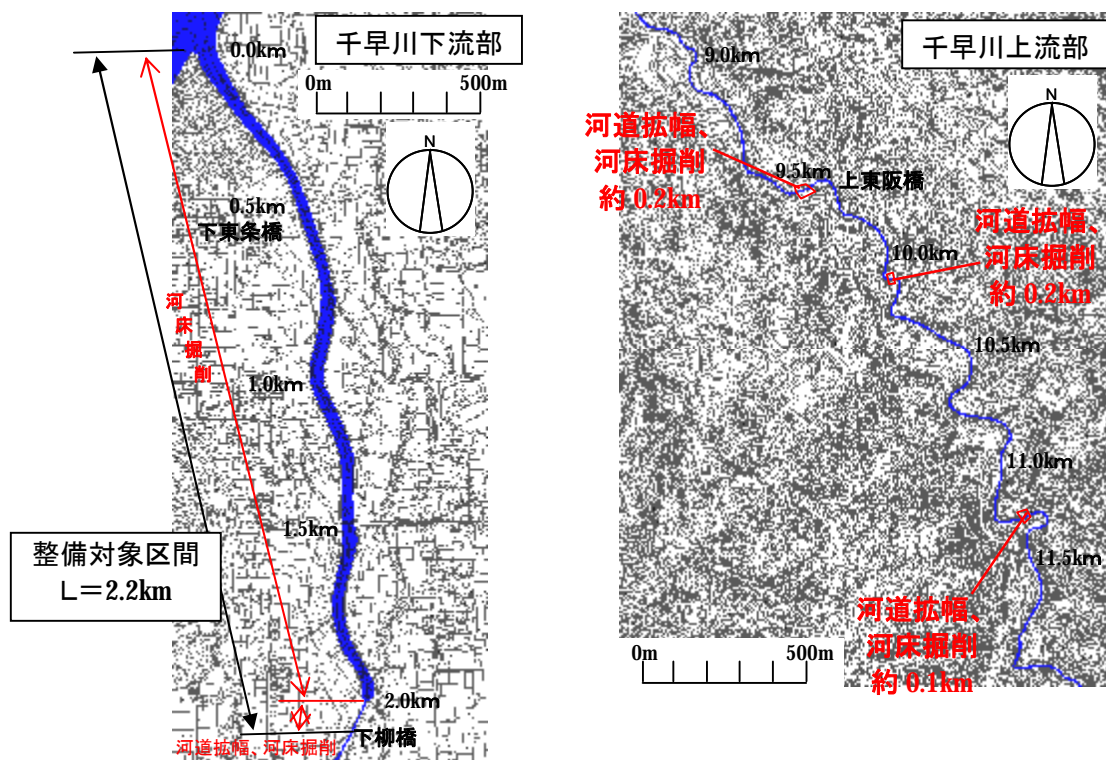 千早川下流部
0m 500m
N
0.0km
0.5km
下東条橋
河床掘削
1.0km
1.5km
整備対象区間
L=2.2km
2.0km
下柳橋
河道拡幅、河床掘削
千早川上流部
N
9.0km
河道拡幅、
河床掘削
約 0.2km
9.5km
上東阪橋
河道拡幅、
河床掘削
約 0.2km
10.0km
10.5km
11.0km
11.5km
河道拡幅、
河床掘削
約 0.1km
0m 500m